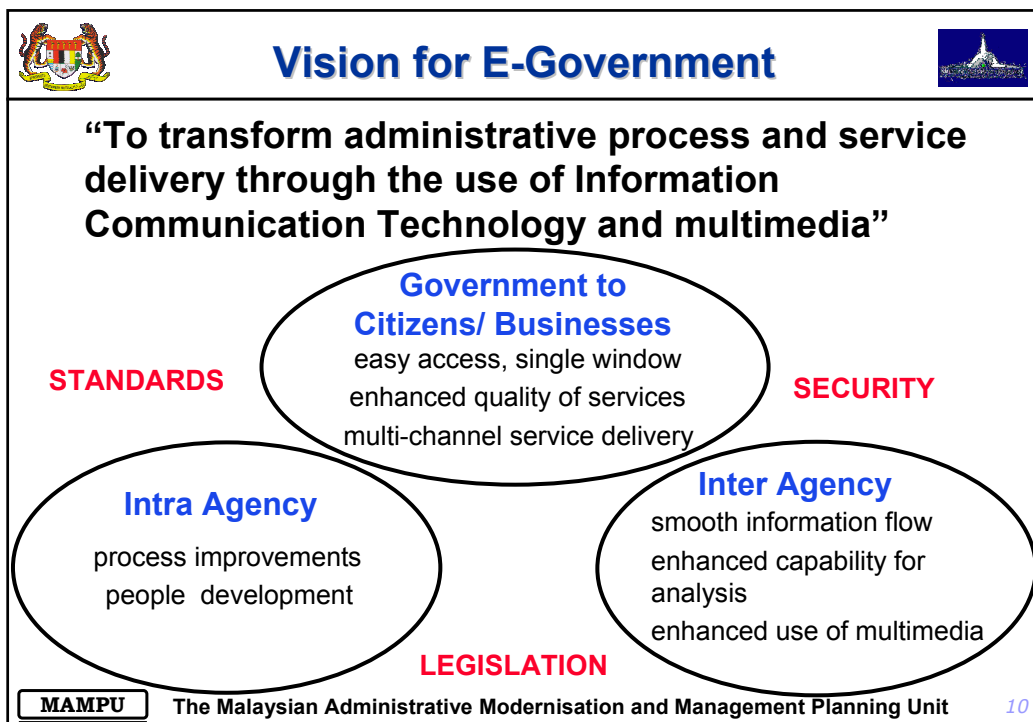 Vision for E-Government
“To transform administrative process and service
delivery through the use of Information
Communication Technology and multimedia”
Government to
Citizens/ Businesses
easy access, single window
enhanced quality of services
multi-channel service delivery
STANDARDS
SECURITY
Intra Agency
process improvements
people development
Inter Agency
smooth information flow
enhanced capability for
analysis
enhanced use of multimedia
LEGISLATION
MAMPU The Malaysian Administrative Modernisation and Management Planning Unit 10